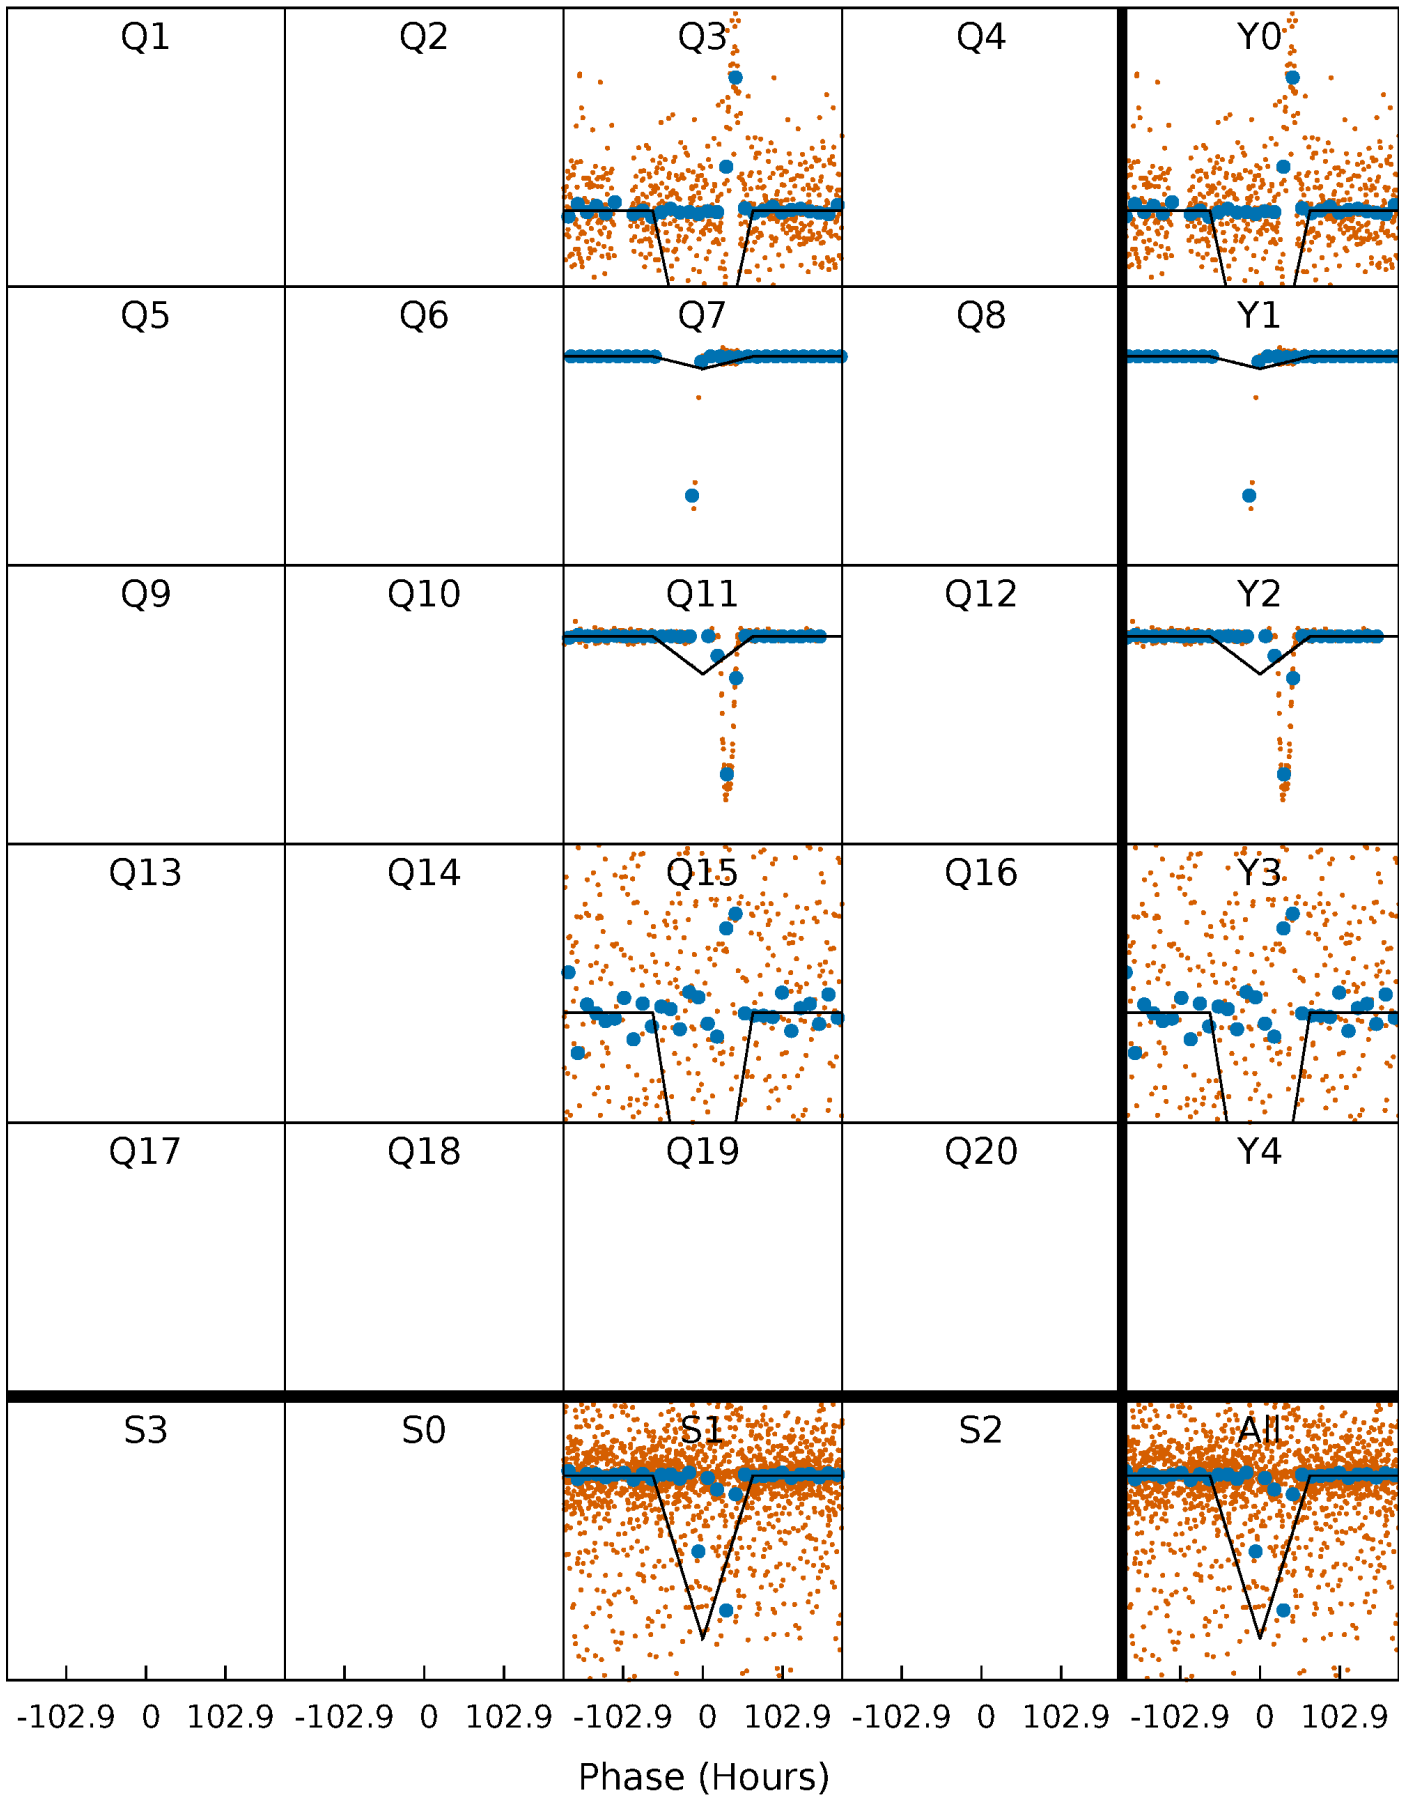 Q1 Q2 Q3 Q4 Y0
Q5 Q6 Q7 Q8 Y1
Q9 Q10 Q11 Q12 Y2
Q13 Q14 Q15 Q16 Y3
Q17 Q18 Q19 Q20 Y4
S3 S0 S1 S2 All
-102.9 0 102.9 -102.9 0 102.9 -102.9 0 102.9 -102.9 0 102.9 -102.9 0 102.9
Phase (Hours)